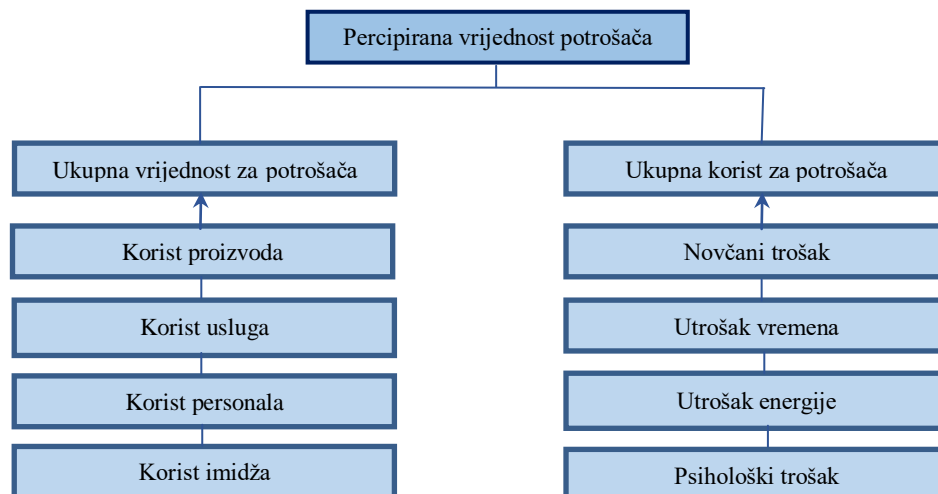 Percipirana vrijednost potrošača
Ukupna vrijednost za potrošača
Ukupna korist za potrošača
Korist proizvoda
Novčani trošak
Korist usluga
Utrošak vremena
Korist personala
Utrošak energije
Korist imidža
Psihološki trošak